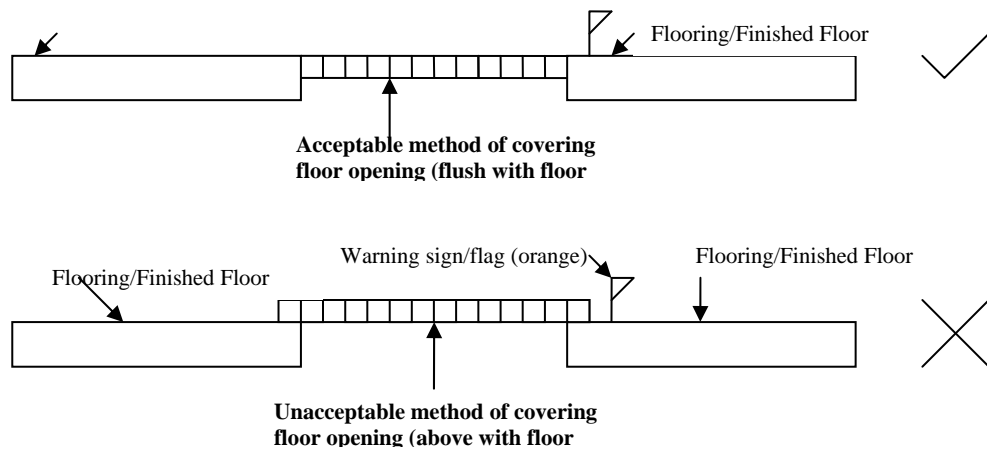 Flooring/Finished Floor
Acceptable method of covering
floor opening (flush with floor
Warning sign/flag (orange)
Flooring/Finished Floor
Flooring/Finished Floor
Unacceptable method of covering
floor opening (above with floor